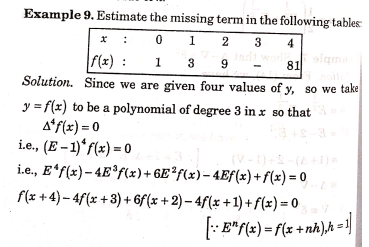 Example 9. Estimate the missing term in the following tables:
x : 0 1 2 3 4
f(x) : 1 3 9 – 81
Solution. Since we are given four values of y, so we take
y = f(x) to be a polynomial of degree 3 in x so that
Δ⁴f(x) = 0
i.e., (E – 1)⁴ f(x) = 0
i.e., E⁴f(x) – 4E³f(x) + 6E²f(x) – 4Ef(x) + f(x) = 0
f(x + 4) – 4f(x + 3) + 6f(x + 2) – 4f(x + 1) + f(x) = 0
[∵ Eⁿf(x) = f(x + nh), h = 1]